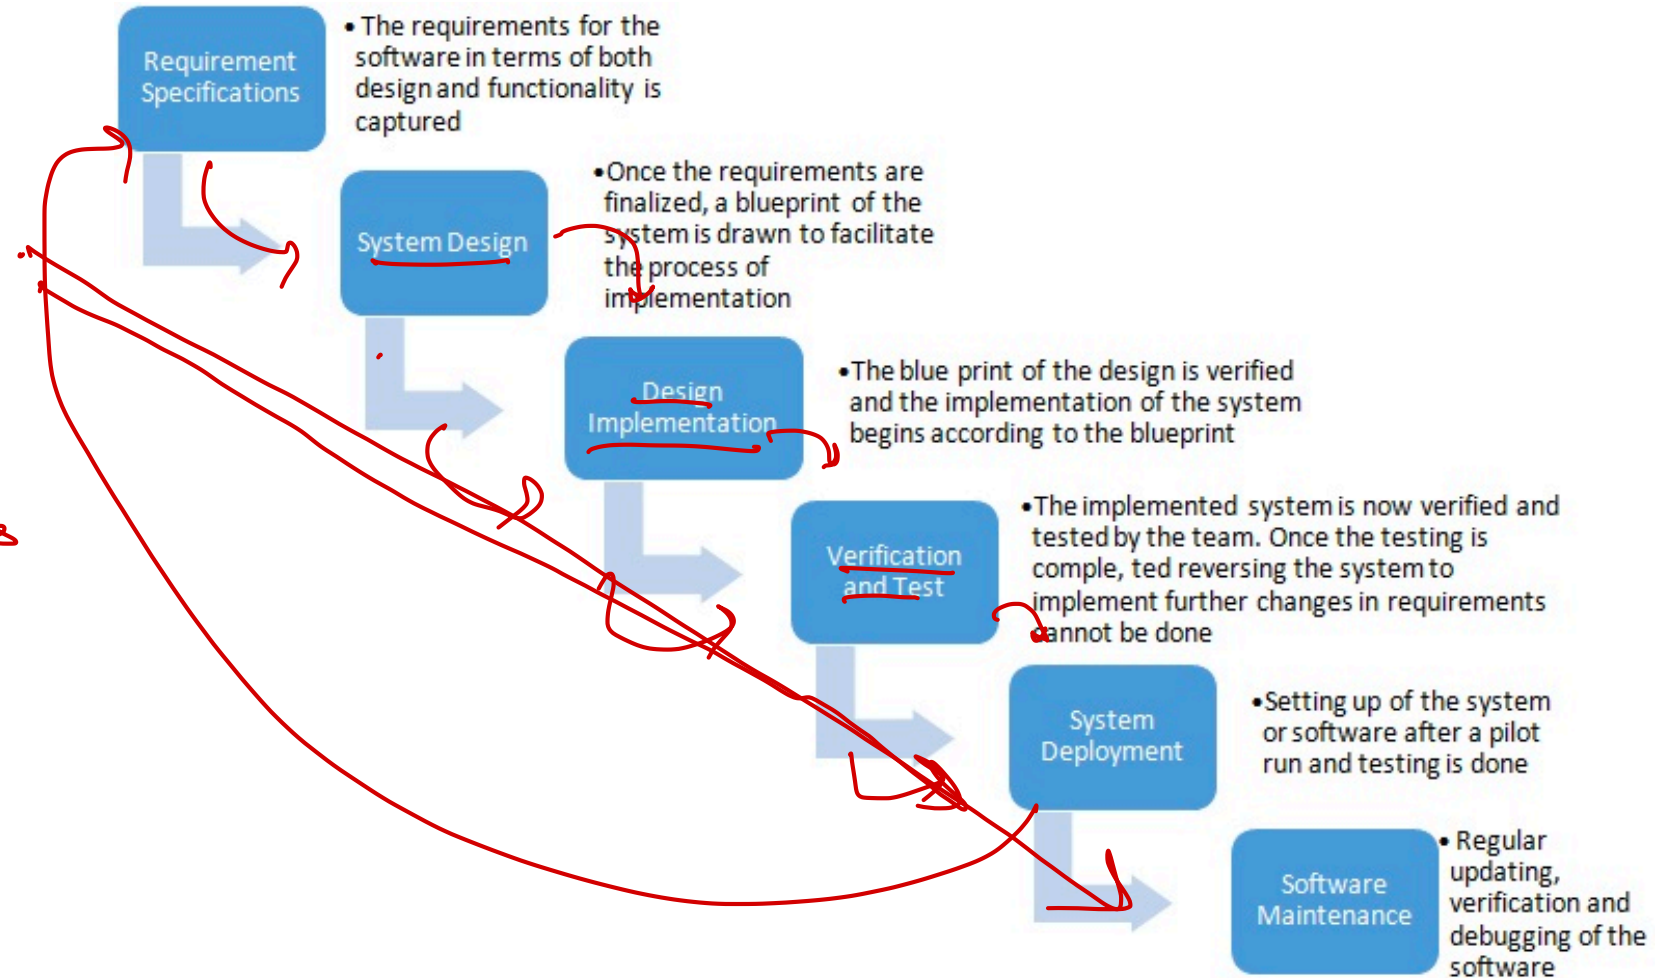 Requirement
Specifications
• The requirements for the
software in terms of both
design and functionality is
captured
System Design
•Once the requirements are
finalized, a blueprint of the
system is drawn to facilitate
the process of
implementation
Design
Implementation
•The blue print of the design is verified
and the implementation of the system
begins according to the blueprint
Verification
and Test
•The implemented system is now verified and
tested by the team. Once the testing is
comple, ted reversing the system to
implement further changes in requirements
cannot be done
System
Deployment
•Setting up of the system
or software after a pilot
run and testing is done
Software
Maintenance
• Regular
updating,
verification and
debugging of the
software